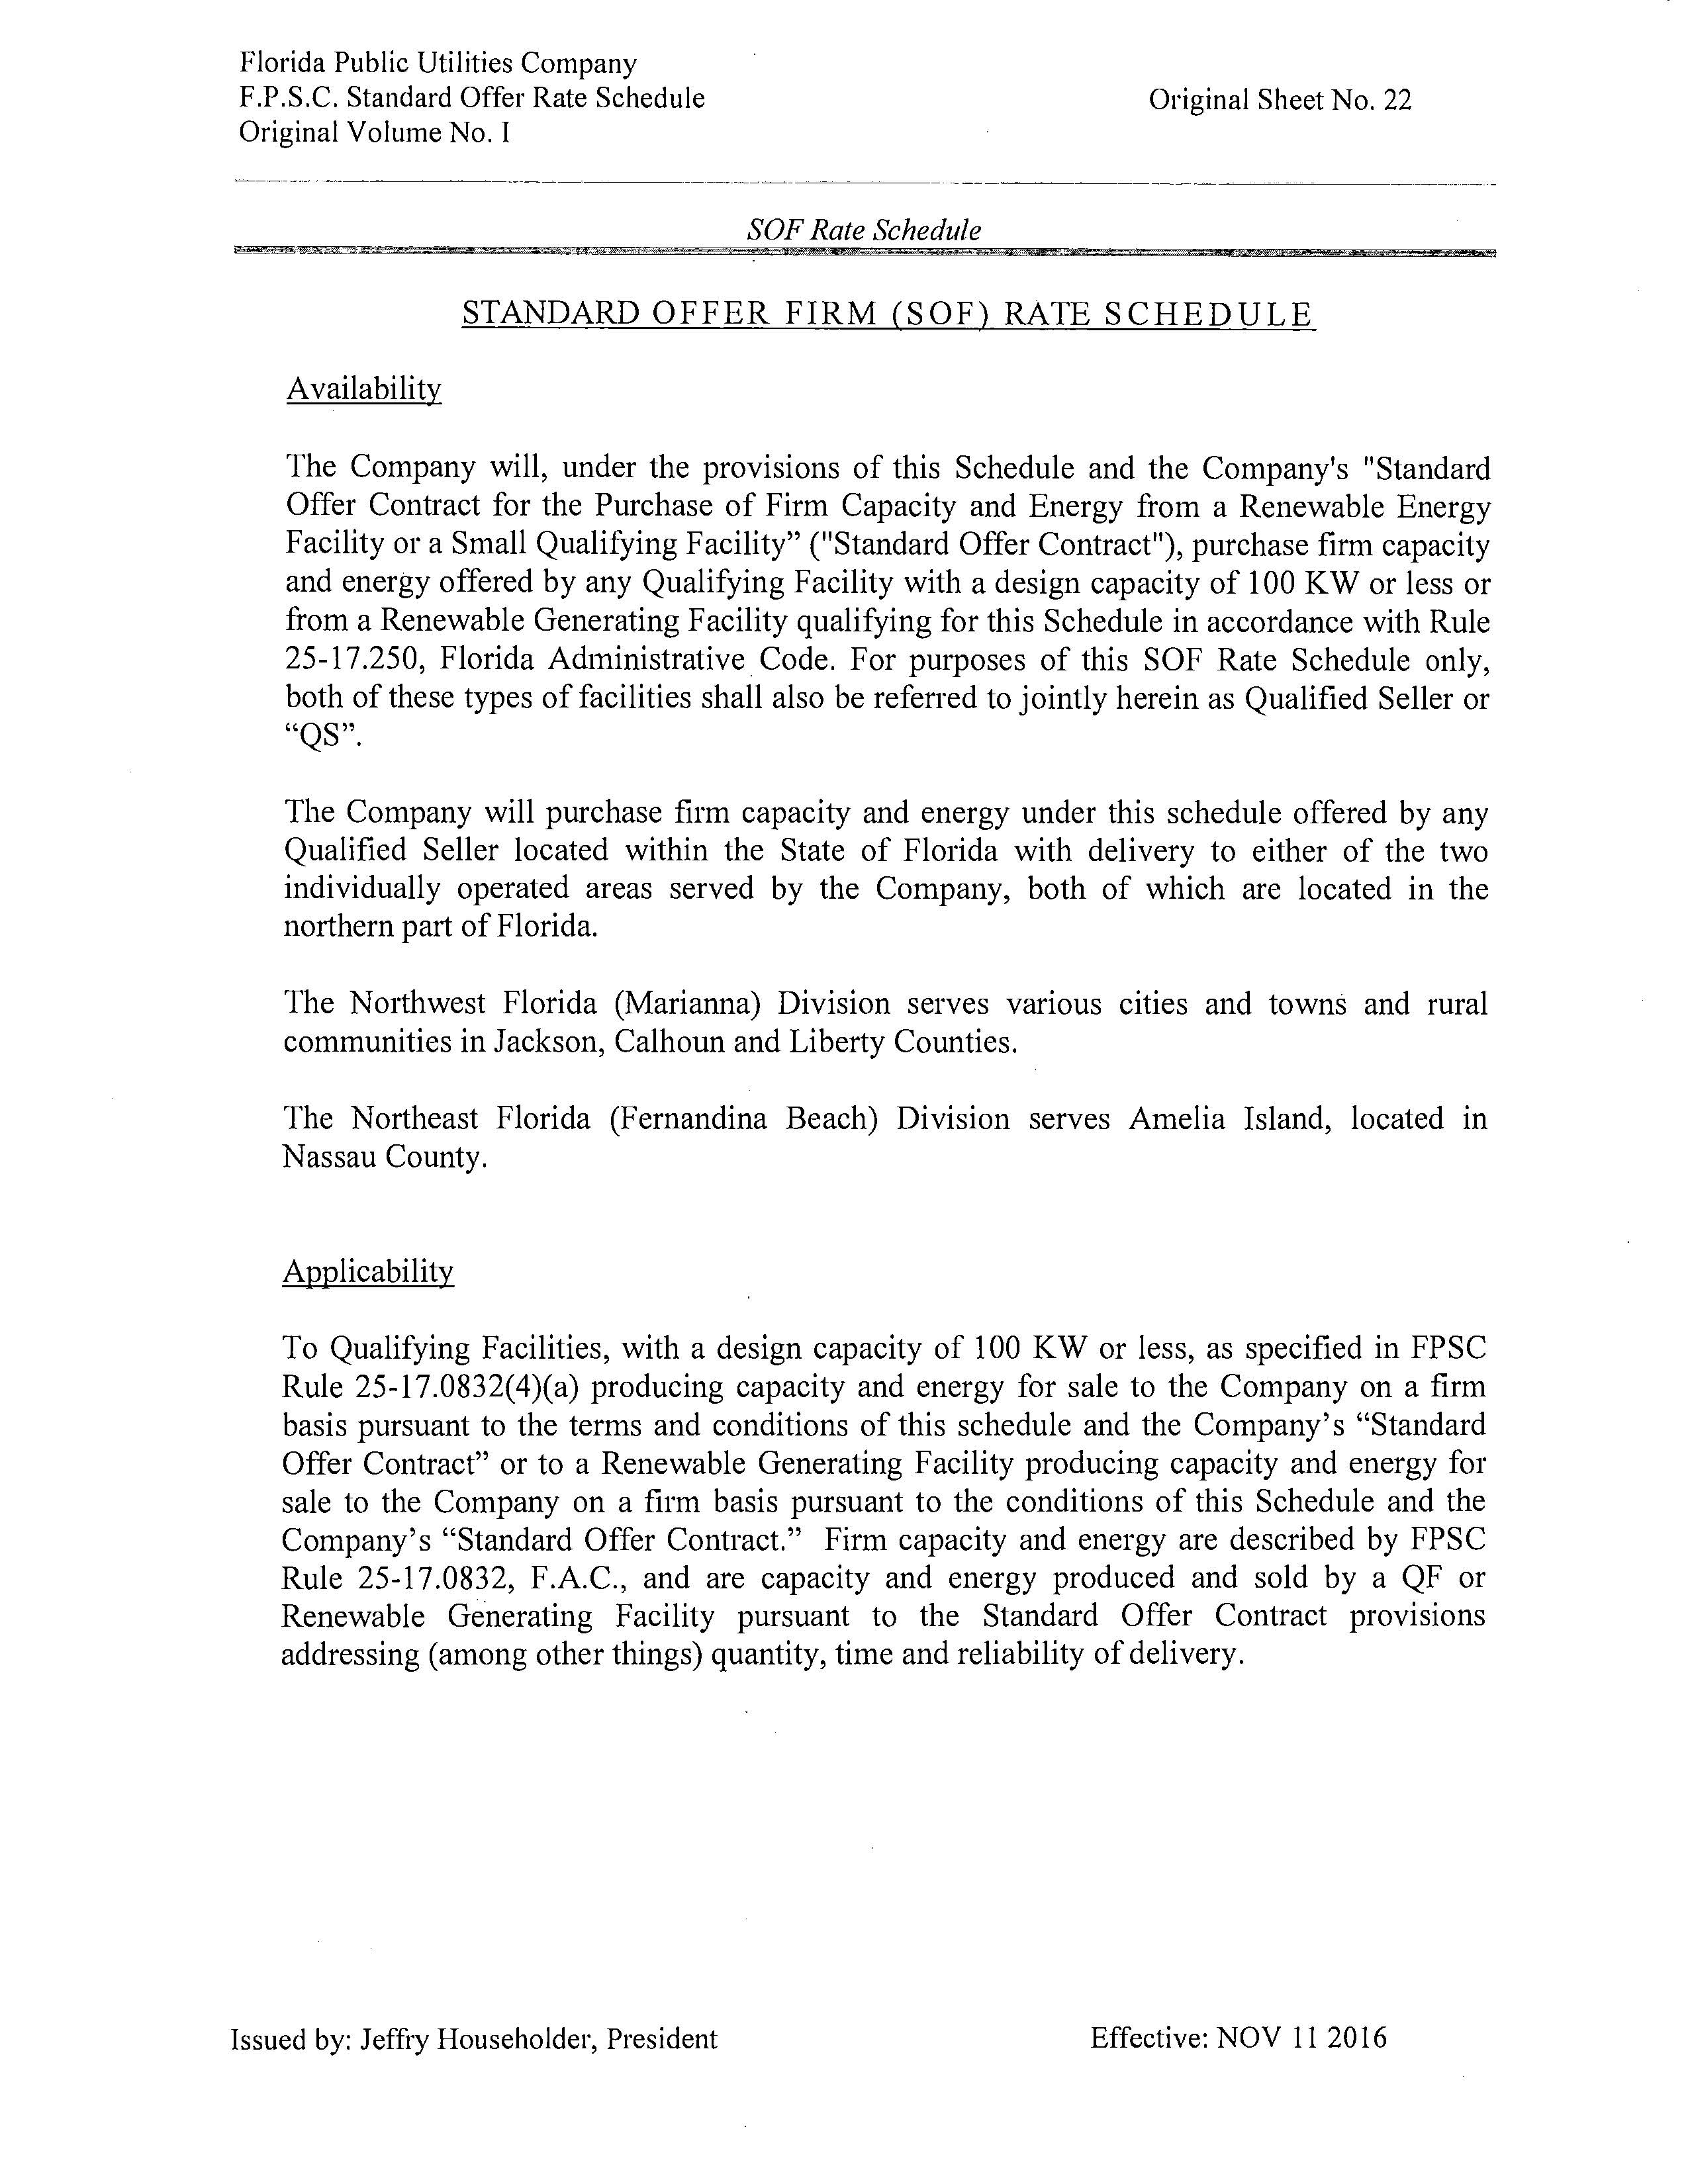 Florida Public Utilities Company
F.P.S.C. Standard Offer Rate Schedule
Original Sheet No. 22
Original Volume No. I
SOF Rate Schedule
STANDARD OFFER FIRM (SOF) RATE SCHEDULE
Availability
The Company will, under the provisions of this Schedule and the Company's "Standard
Offer Contract for the Purchase of Firm Capacity and Energy from a Renewable Energy
Facility or a Small Qualifying Facility” ("Standard Offer Contract"), purchase firm capacity
and energy offered by any Qualifying Facility with a design capacity of 100 KW or less or
from a Renewable Generating Facility qualifying for this Schedule in accordance with Rule
25-17.250, Florida Administrative Code. For purposes of this SOF Rate Schedule only,
both of these types of facilities shall also be referred to jointly herein as Qualified Seller or
“QS”.
The Company will purchase firm capacity and energy under this schedule offered by any
Qualified Seller located within the State of Florida with delivery to either of the two
individually operated areas served by the Company, both of which are located in the
northern part of Florida.
The Northwest Florida (Marianna) Division serves various cities and towns and rural
communities in Jackson, Calhoun and Liberty Counties.
The Northeast Florida (Fernandina Beach) Division serves Amelia Island, located in
Nassau County.
Applicability
To Qualifying Facilities, with a design capacity of 100 KW or less, as specified in FPSC
Rule 25-17.0832(4)(a) producing capacity and energy for sale to the Company on a firm
basis pursuant to the terms and conditions of this schedule and the Company’s “Standard
Offer Contract” or to a Renewable Generating Facility producing capacity and energy for
sale to the Company on a firm basis pursuant to the conditions of this Schedule and the
Company’s “Standard Offer Contract.” Firm capacity and energy are described by FPSC
Rule 25-17.0832, F.A.C., and are capacity and energy produced and sold by a QF or
Renewable Generating Facility pursuant to the Standard Offer Contract provisions
addressing (among other things) quantity, time and reliability of delivery.
Issued by: Jeffry Householder, President
Effective: NOV 11 2016